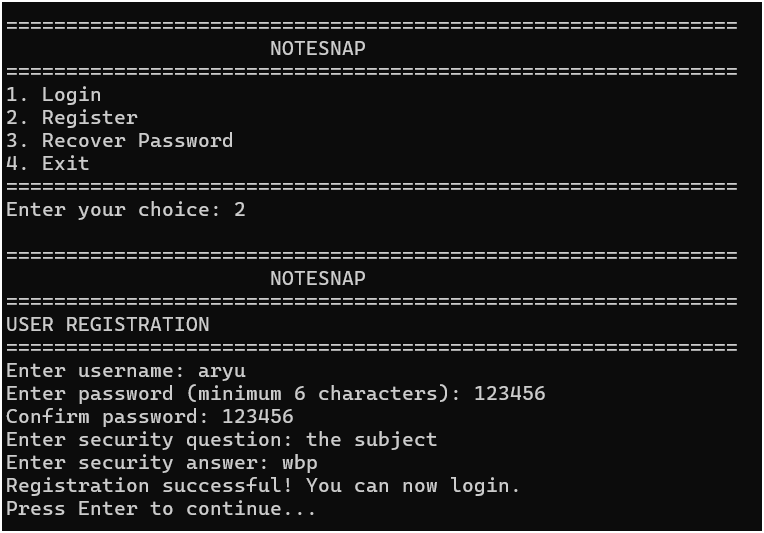 =============================================================
NOTESNAP
=============================================================
1. Login
2. Register
3. Recover Password
4. Exit
=============================================================
Enter your choice: 2
=============================================================
NOTESNAP
=============================================================
USER REGISTRATION
=============================================================
Enter username: aryu
Enter password (minimum 6 characters): 123456
Confirm password: 123456
Enter security question: the subject
Enter security answer: wbp
Registration successful! You can now login.
Press Enter to continue...